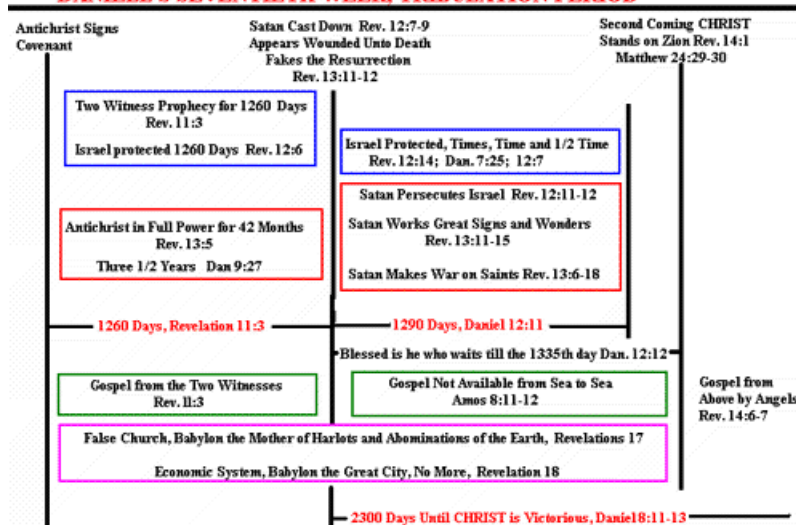 DANIEL'S SEVENTIETH WEEK, TRIBULATION PERIOD
Antichrist Signs
Covenant
Satan Cast Down Rev. 12:7-9
Appears Wounded Unto Death
Fakes the Resurrection
Rev. 13:11-12
Second Coming CHRIST
Stands on Zion Rev. 14:1
Matthew 24:29-30
Two Witness Prophecy for 1260 Days
Rev. 11:3
Israel protected 1260 Days Rev. 12:6
Israel Protected, Times, Time and 1/2 Time
Rev. 12:14; Dan. 7:25; 12:7
Antichrist in Full Power for 42 Months
Rev. 13:5
Three 1/2 Years Dan 9:27
Satan Persecutes Israel Rev. 12:11-12
Satan Works Great Signs and Wonders
Rev. 13:11-15
Satan Makes War on Saints Rev. 13:6-18
1260 Days, Revelation 11:3
1290 Days, Daniel 12:11
Blessed is he who waits till the 1335th day Dan. 12:12
Gospel from the Two Witnesses
Rev. 11:3
Gospel Not Available from Sea to Sea
Amos 8:11-12
Gospel from
Above by Angels
Rev. 14:6-7
False Church, Babylon the Mother of Harlots and Abominations of the Earth, Revelations 17
Economic System, Babylon the Great City, No More, Revelation 18
2300 Days Until CHRIST is Victorious, Daniel8:11-13